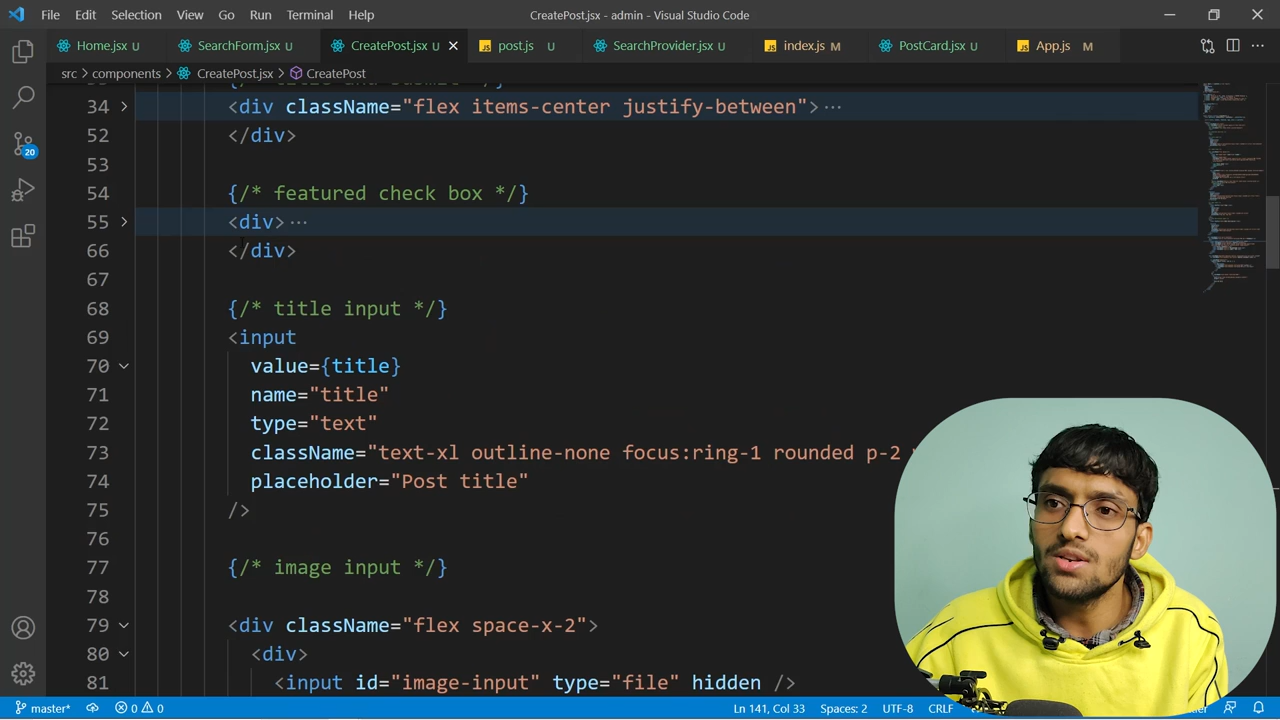 File Edit Selection View Go Run Terminal Help CreatePost.jsx - admin - Visual Studio Code
Home.jsx U SearchForm.jsx U CreatePost.jsx U post.js U SearchProvider.jsx U index.js M PostCard.jsx U App.js M
src > components > CreatePost.jsx > CreatePost
34 <div className="flex items-center justify-between"> ...
52 </div>
53
54 {/* featured check box */}
55 <div> ...
66 </div>
67
68 {/* title input */}
69 <input
70 value={title}
71 name="title"
72 type="text"
73 className="text-xl outline-none focus:ring-1 rounded p-2
74 placeholder="Post title"
75 />
76
77 {/* image input */}
78
79 <div className="flex space-x-2">
80 <div>
81 <input id="image-input" type="file" hidden />
20
master* 0 0 Ln 141, Col 33 Spaces: 2 UTF-8 CRLF